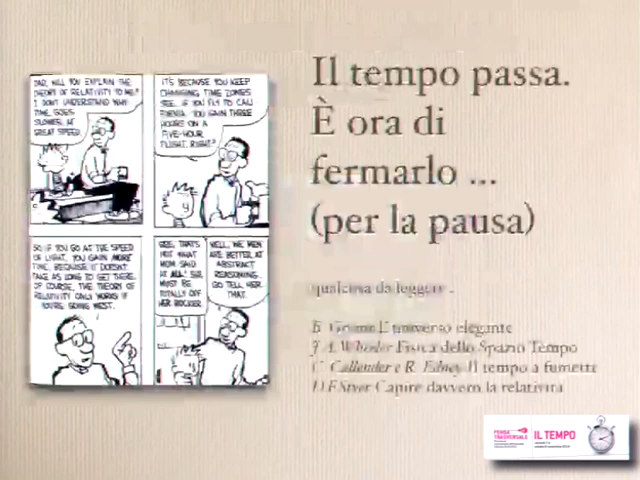 DAD, WILL YOU EXPLAIN THE
THEORY OF RELATIVITY TO ME?
I DON'T UNDERSTAND WHY
TIME GOES
SLOWER AT
GREAT SPEED.
IT'S BECAUSE YOU KEEP
CHANGING TIME ZONES.
SEE, IF YOU FLY TO CALI-
FORNIA YOU GAIN THREE
HOURS ON A
FIVE-HOUR
FLIGHT, RIGHT?
SO IF YOU GO AT THE SPEED
OF LIGHT, YOU GAIN MORE
TIME, BECAUSE IT DOESN'T
TAKE AS LONG TO GET THERE.
OF COURSE, THE THEORY OF
RELATIVITY ONLY WORKS IF
YOU'RE GOING WEST.
GEE, THAT'S
NOT WHAT
MOM SAID
AT ALL! SHE
MUST BE
TOTALLY OFF
HER ROCKER.
WELL, WE MEN
ARE BETTER AT
ABSTRACT
REASONING.
GO TELL HER
THAT.
Il tempo passa.
È ora di
fermarlo ...
(per la pausa)
qualcosa da leggere .
B. Greene L'universo elegante
J. A. Wheeler Fisica dello Spazio Tempo
C. Callender e R. Edney Il tempo a fumetti
D. F. Styer Capire davvero la relatività
PENSA
TRASVERSALE
IL TEMPO